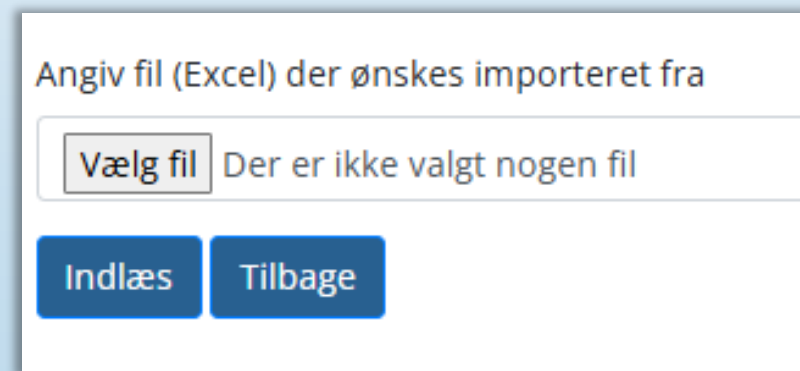 Angiv fil (Excel) der ønskes importeret fra
Vælg fil Der er ikke valgt nogen fil
Indlæs Tilbage